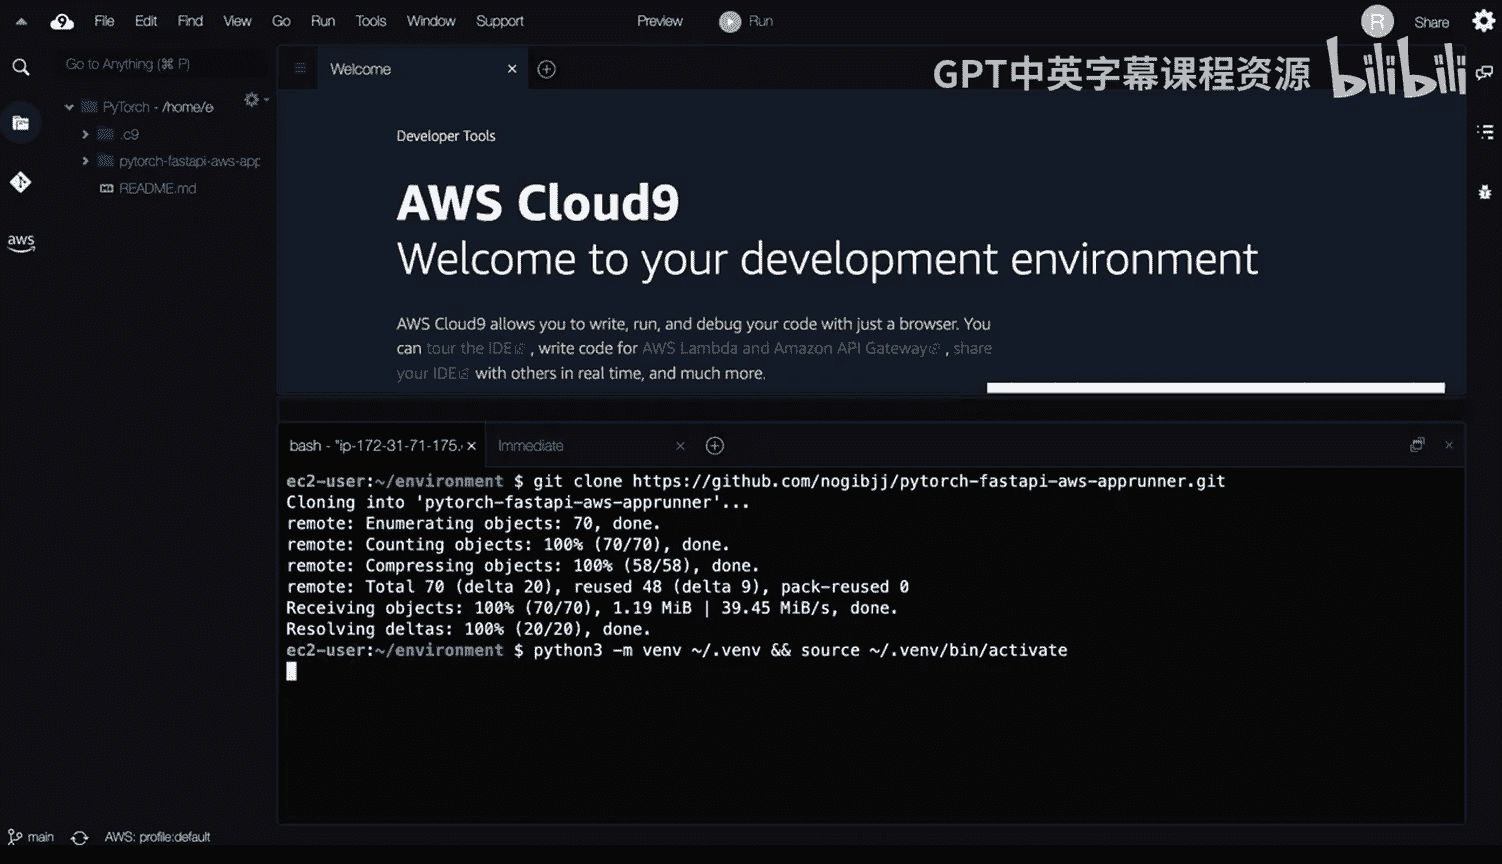 9 File Edit Find View Go Run Tools Window Support Preview Run R Share
Go to Anything (⌘ P)
Welcome
GPT中英字幕课程资源 bilibili
PyTorch - /home/e
.c9
pytorch-fastapi-aws-app
README.md
aws
Developer Tools
AWS Cloud9
Welcome to your development environment
AWS Cloud9 allows you to write, run, and debug your code with just a browser. You
can tour the IDE , write code for AWS Lambda and Amazon API Gateway , share
your IDE with others in real time, and much more.
bash - "ip-172-31-71-175. Immediate
ec2-user:~/environment $ git clone https://github.com/nogibjj/pytorch-fastapi-aws-apprunner.git
Cloning into 'pytorch-fastapi-aws-apprunner'...
remote: Enumerating objects: 70, done.
remote: Counting objects: 100% (70/70), done.
remote: Compressing objects: 100% (58/58), done.
remote: Total 70 (delta 20), reused 48 (delta 9), pack-reused 0
Receiving objects: 100% (70/70), 1.19 MiB | 39.45 MiB/s, done.
Resolving deltas: 100% (20/20), done.
ec2-user:~/environment $ python3 -m venv ~/.venv && source ~/.venv/bin/activate
main AWS: profile:default